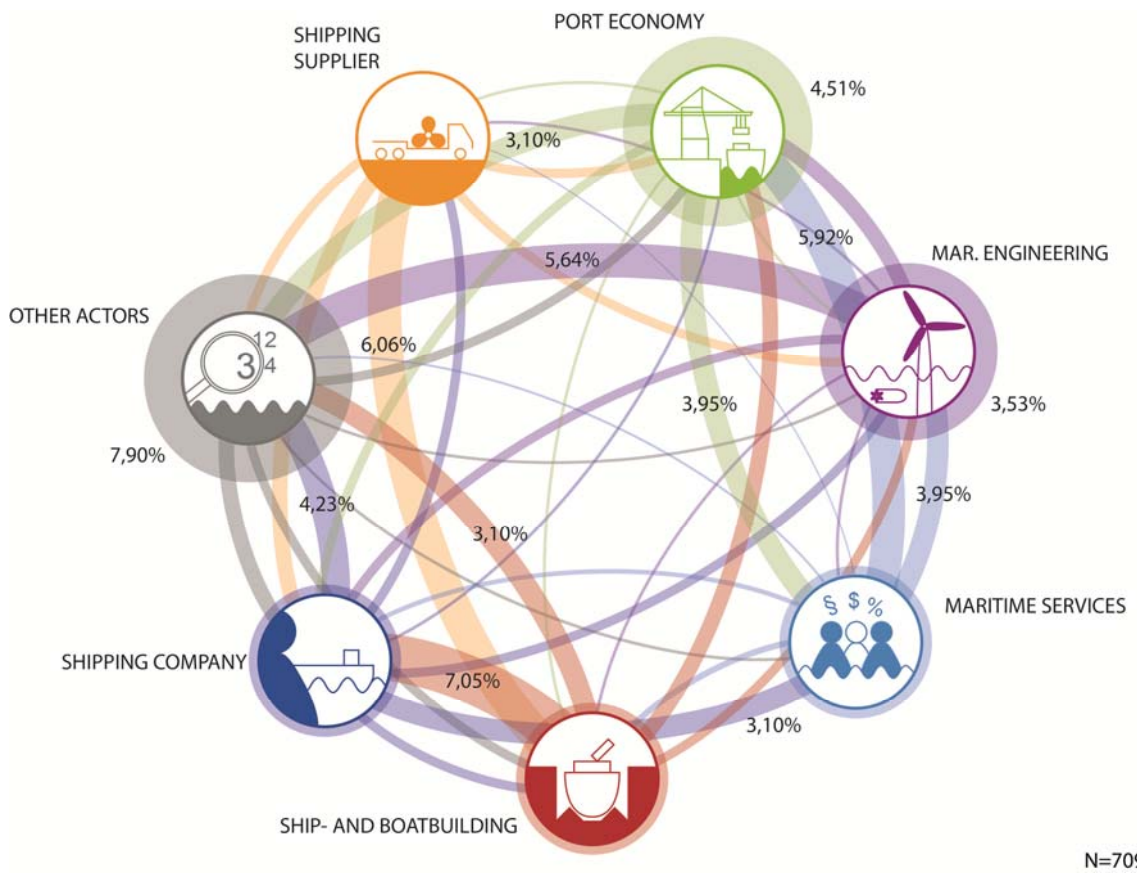 PORT ECONOMY
SHIPPING
SUPPLIER
4,51%
3,10%
5,92%
MAR. ENGINEERING
5,64%
OTHER ACTORS
12
3 4
6,06%
3,95%
3,53%
7,90%
4,23%
3,10%
3,95%
§ $ %
MARITIME SERVICES
SHIPPING COMPANY
7,05%
3,10%
SHIP- AND BOATBUILDING
N=709